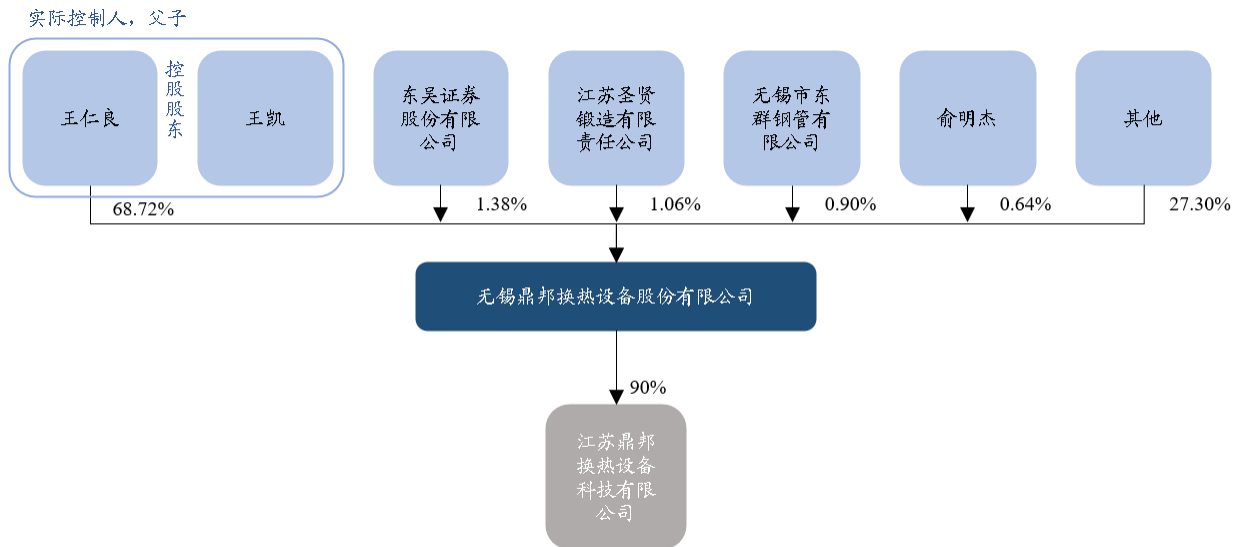 实际控制人，父子
王仁良
控股股东
王凯
东吴证券
股份有限
公司
江苏圣贤
锻造有限
责任公司
无锡市东
群钢管有
限公司
俞明杰
其他
68.72%
1.38%
1.06%
0.90%
0.64%
27.30%
无锡鼎邦换热设备股份有限公司
90%
江苏鼎邦
换热设备
科技有限
公司